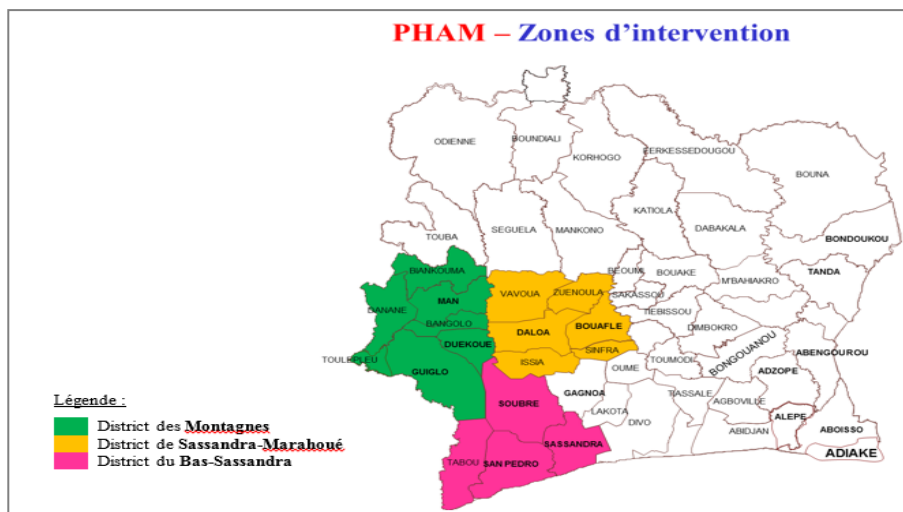 PHAM – Zones d’intervention
ODIENNE
BOUNDIALI
KORHOGO
EERKESSEDOUGOU
BOUNA
KATIOLA
DABAKALA
TOUBA
SEGUELA
MANKONO
BONDOUKOU
BIANKOUMA
BEOUMI
BOUAKE
M'BAHIAKRO
TANDA
VAVOUA
ZUENOULA
SAKASSOU
MAN
DANANE
TIEBISSOU
BANGOLO
DALOA
BOUAFLE
DIMBOKRO
DUEKOUE
SINFRA
BONGOUANOU
ABENGOUROU
TOULEPLEU
ISSIA
OUME
TOUMODI
GUIGLO
ADZOPE
GAGNOA
TIASSALE
AGBOVILLE
SOUBRE
LAKOTA
DIVO
ALEPE
ABIDJAN
ABOISSO
SASSANDRA
ADIAKE
TABOU
SAN PEDRO
Légende :
District des Montagnes
District de Sassandra-Marahoué
District du Bas-Sassandra